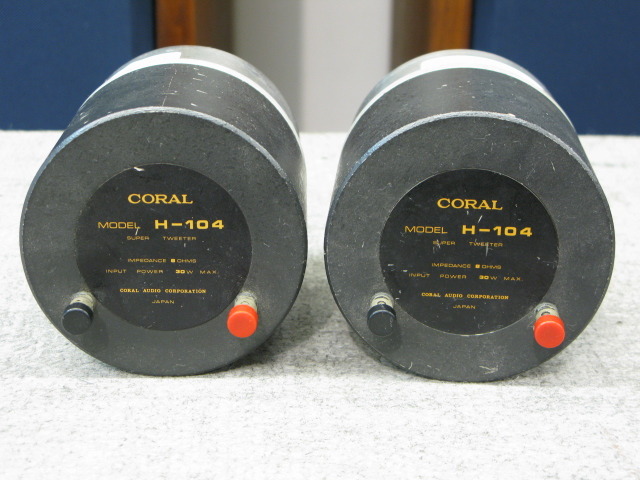 CORAL
MODEL H-104
SUPER TWEETER
IMPEDANCE 8 OHMS
INPUT POWER 30W MAX.
CORAL AUDIO CORPORATION
JAPAN
CORAL
MODEL H-104
SUPER TWEETER
IMPEDANCE 8 OHMS
INPUT POWER 30W MAX.
CORAL AUDIO CORPORATION
JAPAN